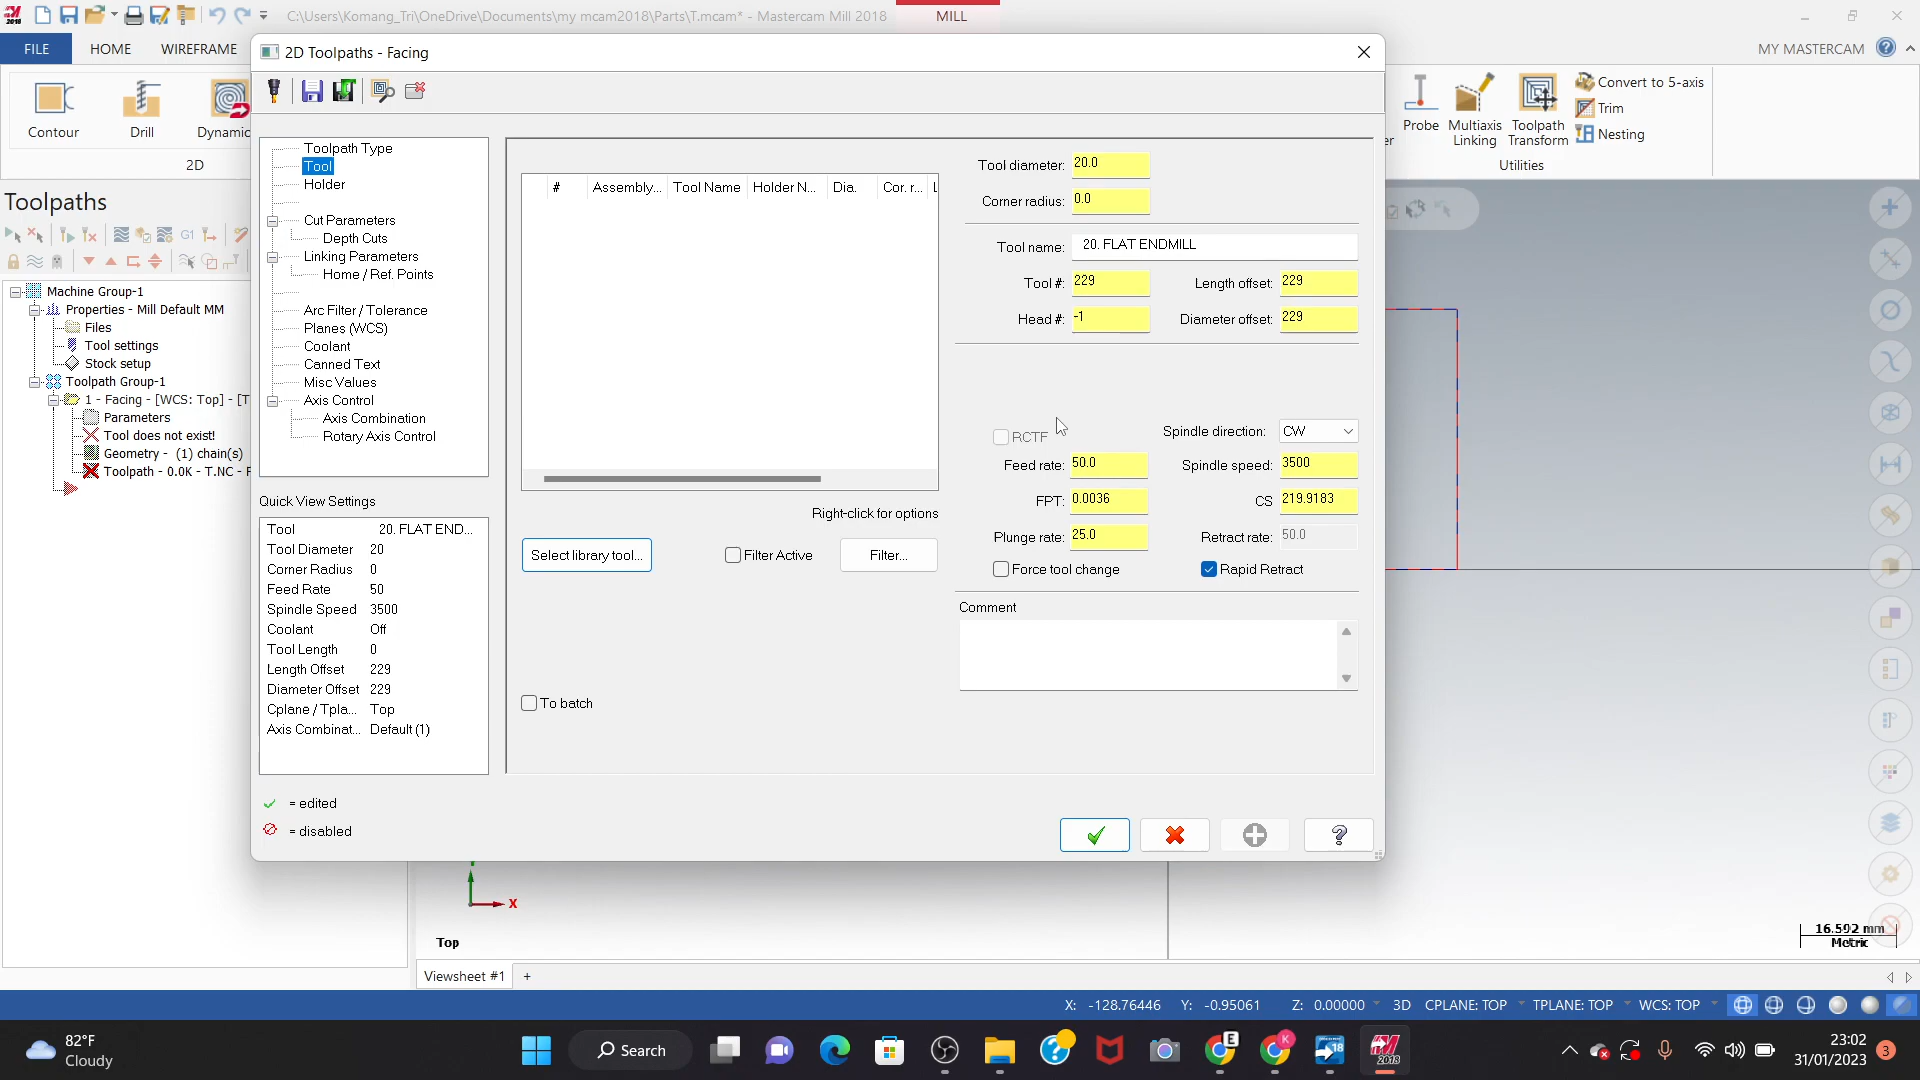 C:\Users\Komang_Tri\OneDrive\Documents\my mcam2018\Parts\T.mcam* - Mastercam Mill 2018
MILL
FILE
HOME
WIREFRAME
MY MASTERCAM
2D Toolpaths - Facing
Contour
Drill
2D
Probe
Multiaxis
Linking
Toolpath
Transform
Convert to 5-axis
Trim
Nesting
Utilities
Toolpaths
G1
Machine Group-1
Properties - Mill Default MM
Files
Tool settings
Stock setup
Toolpath Group-1
1 - Facing - [WCS: Top] - [T
Parameters
Tool does not exist!
Geometry - (1) chain(s)
Toolpath - 0.0K - T.NC -
Toolpath Type
Tool
Holder
Cut Parameters
Depth Cuts
Linking Parameters
Home / Ref. Points
Arc Filter / Tolerance
Planes (WCS)
Coolant
Canned Text
Misc Values
Axis Control
Axis Combination
Rotary Axis Control
Quick View Settings
Tool 20. FLAT END...
Tool Diameter 20
Corner Radius 0
Feed Rate 50
Spindle Speed 3500
Coolant Off
Tool Length 0
Length Offset 229
Diameter Offset 229
Cplane / Tpla... Top
Axis Combinat... Default (1)
= edited
= disabled
# Assembly... Tool Name Holder N... Dia. Cor. r...
Right-click for options
Select library tool...
Filter Active
Filter...
To batch
Tool diameter: 20.0
Corner radius: 0.0
Tool name: 20. FLAT ENDMILL
Tool #: 229 Length offset: 229
Head #: -1 Diameter offset: 229
RCTF Spindle direction: CW
Feed rate: 50.0 Spindle speed: 3500
FPT: 0.0036 CS 219.9183
Plunge rate: 25.0 Retract rate: 50.0
Force tool change Rapid Retract
Comment
X
Top
16.592 mm
Metric
Viewsheet #1 +
X: -128.76446 Y: -0.95061 Z: 0.00000 3D CPLANE: TOP TPLANE: TOP WCS: TOP
82°F
Cloudy
Search
23:02
31/01/2023
3